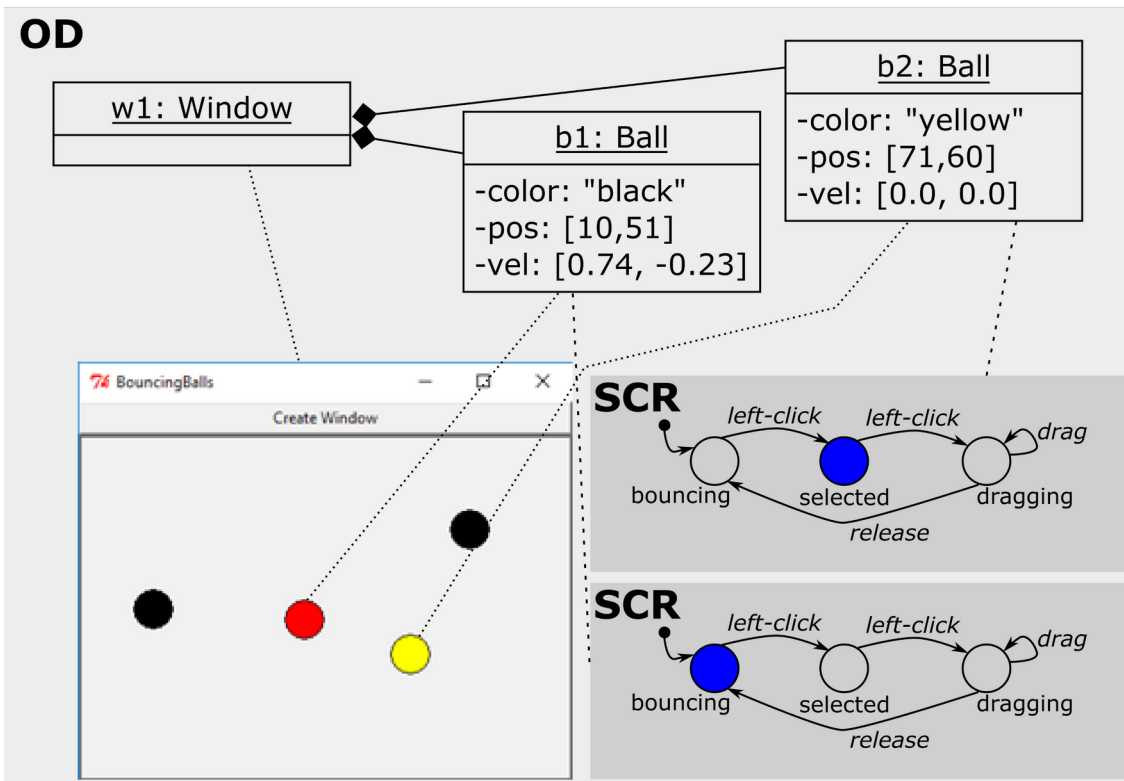 OD
w1: Window
b1: Ball
-color: "black"
-pos: [10,51]
-vel: [0.74, -0.23]
b2: Ball
-color: "yellow"
-pos: [71,60]
-vel: [0.0, 0.0]
BouncingBalls
Create Window
SCR
left-click
left-click
drag
bouncing
selected
dragging
release
SCR
left-click
left-click
drag
bouncing
selected
dragging
release